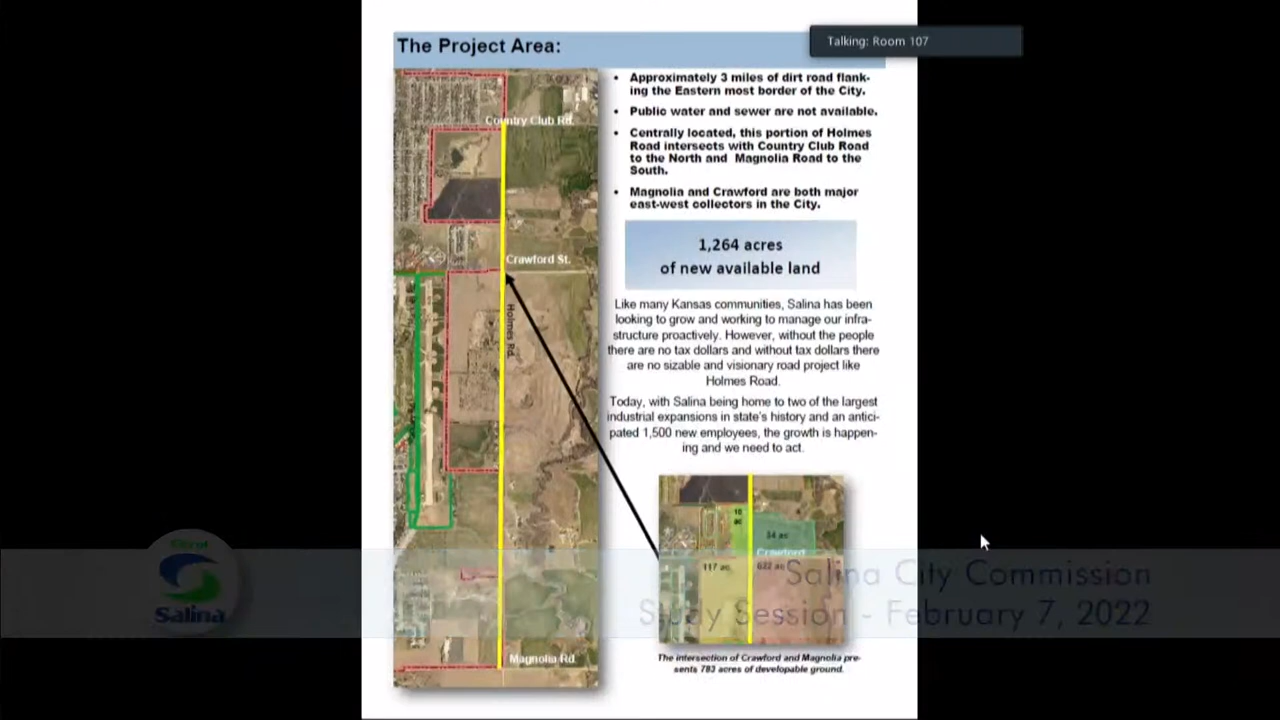 The Project Area:
Talking: Room 107
Country Club Rd.
Crawford St.
Holmes Rd.
Magnolia Rd.
• Approximately 3 miles of dirt road flank-
ing the Eastern most border of the City.
• Public water and sewer are not available.
• Centrally located, this portion of Holmes
Road intersects with Country Club Road
to the North and Magnolia Road to the
South.
• Magnolia and Crawford are both major
east-west collectors in the City.
1,264 acres
of new available land
Like many Kansas communities, Salina has been
looking to grow and working to manage our infra-
structure proactively. However, without the people
there are no tax dollars and without tax dollars there
are no sizable and visionary road project like
Holmes Road.
Today, with Salina being home to two of the largest
industrial expansions in state's history and an antici-
pated 1,500 new employees, the growth is happen-
ing and we need to act.
10
ac
34 ac
Crawford
117 ac
622 ac
The intersection of Crawford and Magnolia pre-
sents 783 acres of developable ground.
City of
Salina
Salina City Commission
Study Session - February 7, 2022